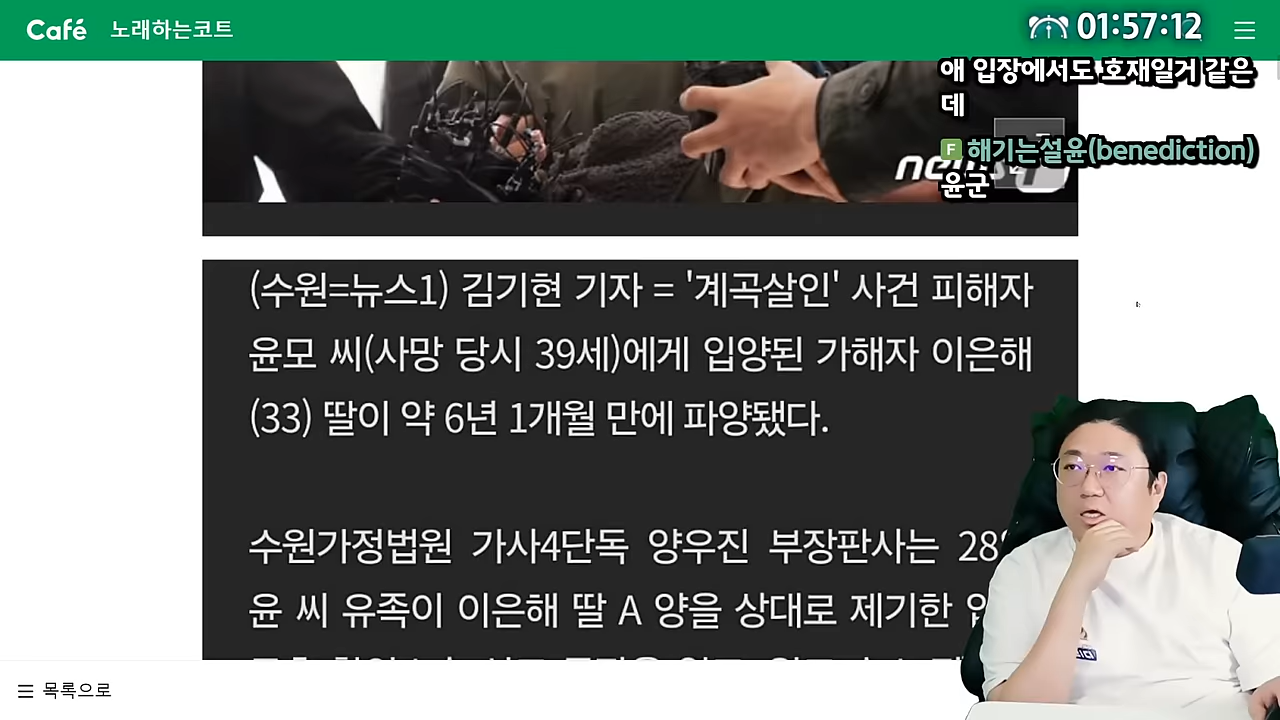 Café 노래하는코트
01:57:12
애 입장에서도 호재일거 같은
데
F 해기는설윤(benediction)
윤군
(수원=뉴스1) 김기현 기자 = '계곡살인' 사건 피해자
윤모 씨(사망 당시 39세)에게 입양된 가해자 이은해
(33) 딸이 약 6년 1개월 만에 파양됐다.
수원가정법원 가사4단독 양우진 부장판사는 28
윤 씨 유족이 이은해 딸 A 양을 상대로 제기한
목록으로